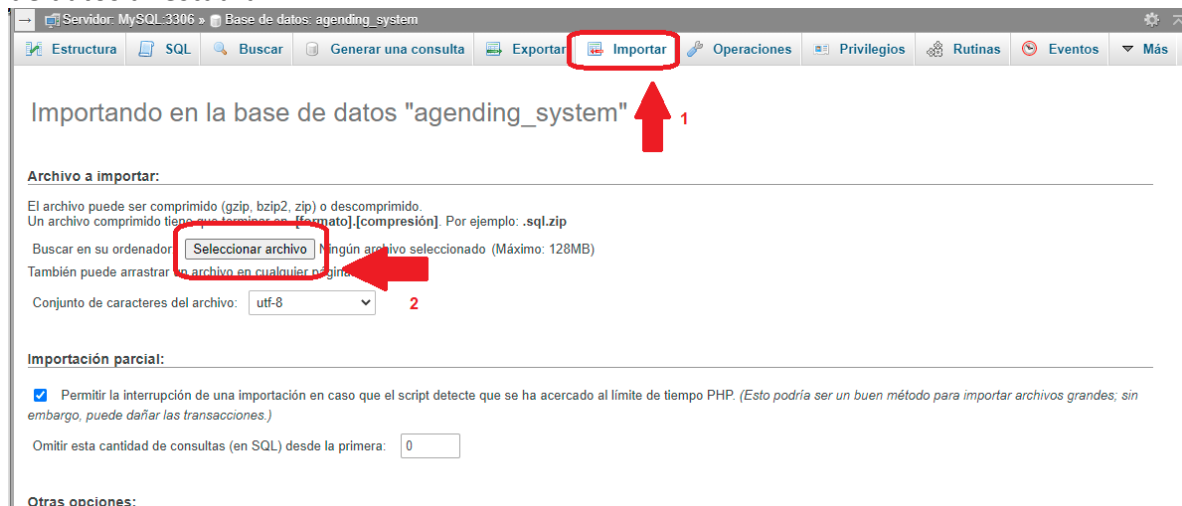 Servidor: MySQL:3306 » Base de datos: agending_system
Estructura SQL Buscar Generar una consulta Exportar Importar Operaciones Privilegios Rutinas Eventos Más
Importando en la base de datos "agending_system"
1
Archivo a importar:
El archivo puede ser comprimido (gzip, bzip2, zip) o descomprimido.
Un archivo comprimido tiene que terminar en .[formato].[compresión]. Por ejemplo: .sql.zip
Buscar en su ordenador: Seleccionar archivo Ningún archivo seleccionado (Máximo: 128MB)
También puede arrastrar un archivo en cualquier página.
Conjunto de caracteres del archivo: utf-8
2
Importación parcial:
Permitir la interrupción de una importación en caso que el script detecte que se ha acercado al límite de tiempo PHP. (Esto podría ser un buen método para importar archivos grandes; sin
embargo, puede dañar las transacciones.)
Omitir esta cantidad de consultas (en SQL) desde la primera: 0
Otras opciones: